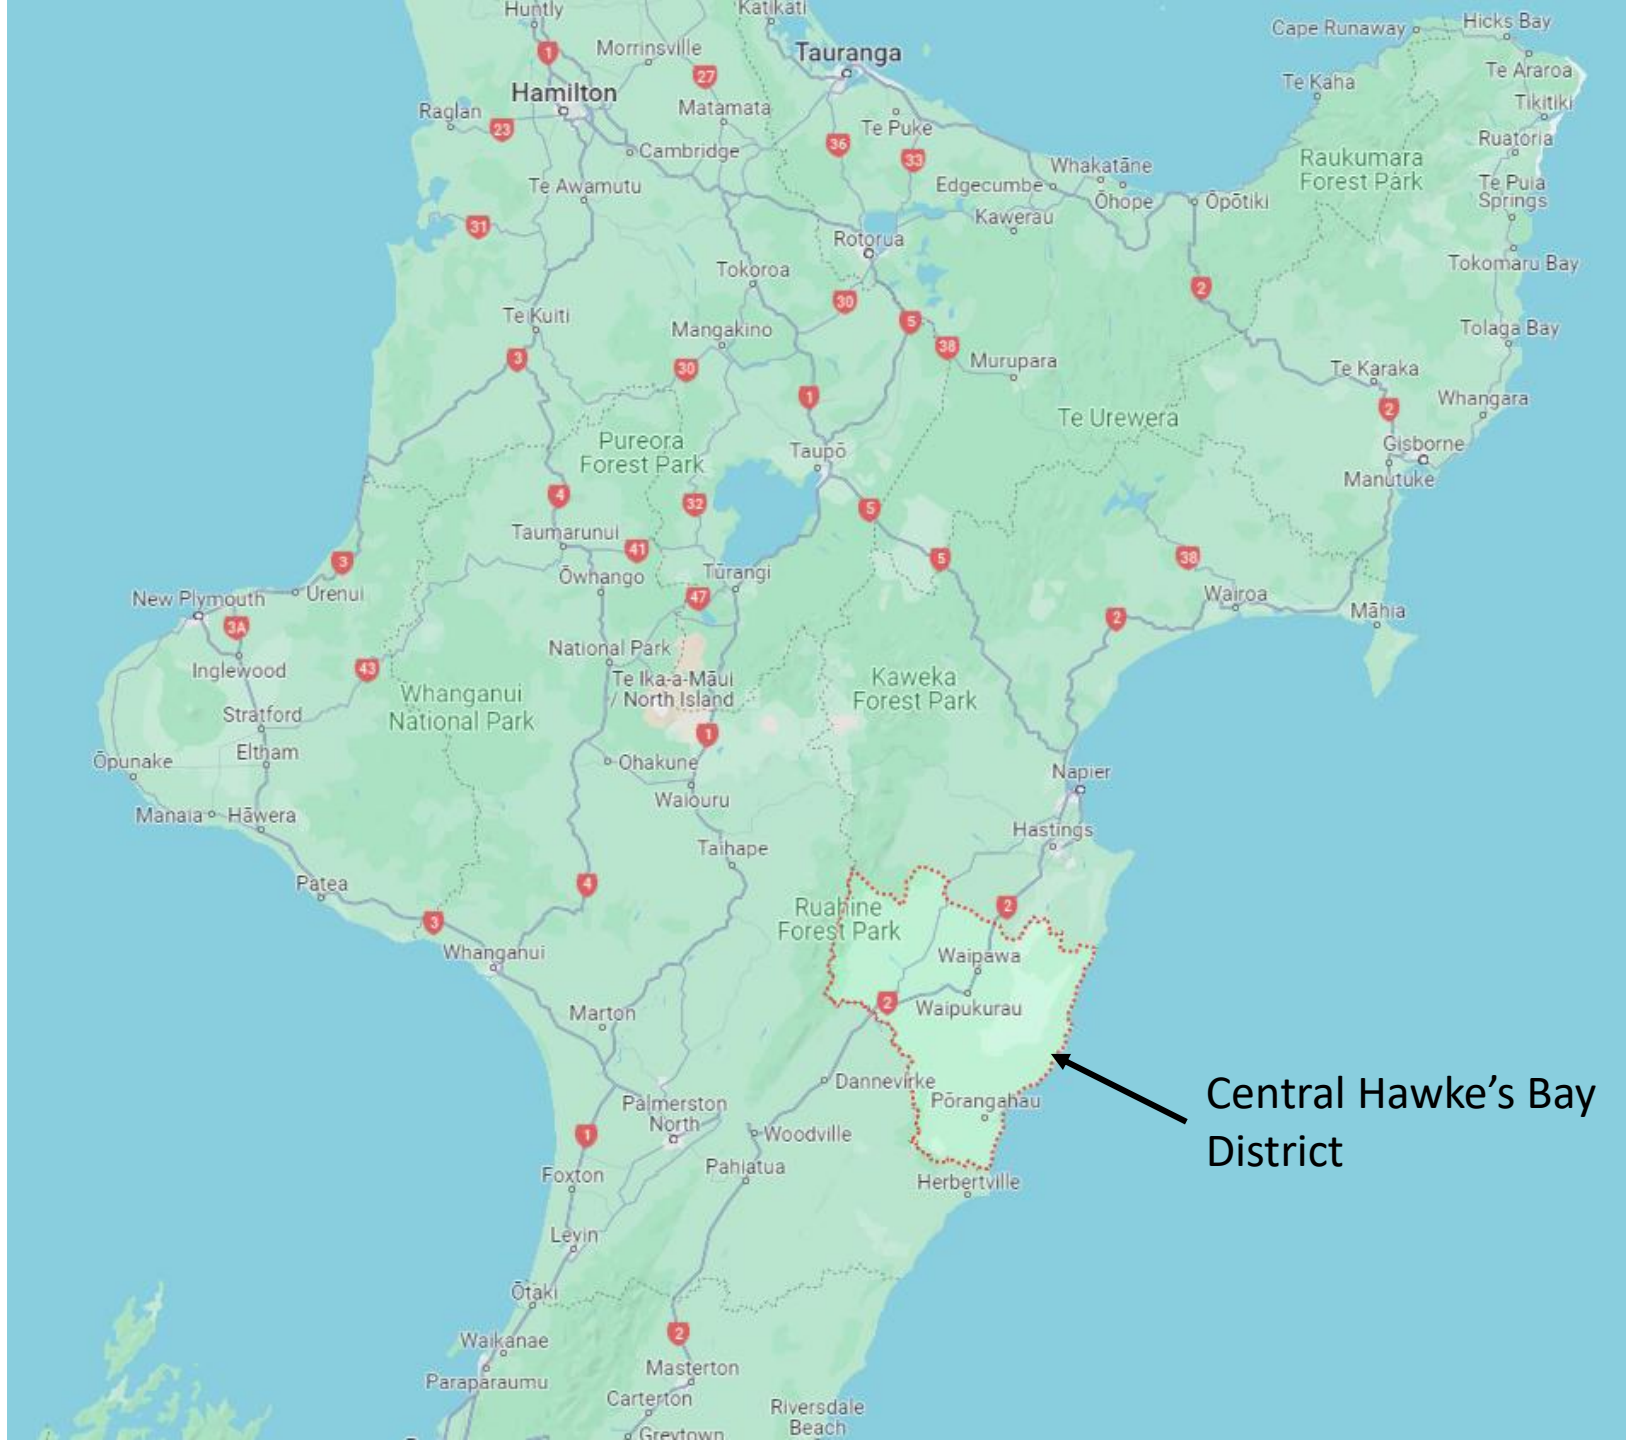 Huntly
Katikati
Cape Runaway
Hicks Bay
1
Morrinsville
Tauranga
27
Te Araroa
Te Kaha
Hamilton
Matamata
Tikitiki
Raglan
23
Te Puke
36
33
Ruatoria
Cambridge
Whakatāne
Raukumara
Forest Park
Te Awamutu
Edgecumbe
Ōhope
Ōpōtiki
Te Puia
Springs
Kawerau
31
Rotorua
Tokoroa
Tokomaru Bay
30
2
Te Kuiti
Mangakino
5
Tolaga Bay
3
38
Murupara
30
Te Karaka
1
Whangara
2
Te Urewera
Pureora
Forest Park
Taupō
Gisborne
Manutuke
4
32
5
Taumarunui
41
3
5
38
Ōwhango
Tūrangi
New Plymouth
Urenui
47
Wairoa
3A
2
Māhia
National Park
Inglewood
43
Te Ika-a-Māui
/ North Island
Kaweka
Forest Park
Whanganui
National Park
Stratford
1
Eltham
Ōpunake
Ohakune
Napier
Waiouru
Manaia
Hāwera
Hastings
Taihape
Patea
4
Ruahine
Forest Park
2
3
Whanganui
Waipawa
2
Waipukurau
Marton
Dannevirke
Central Hawke’s Bay
District
Palmerston
North
Pōrangahau
1
Woodville
Foxton
Pahiatua
Herbertville
Levin
Ōtaki
Waikanae
2
Paraparaumu
Masterton
Carterton
Riversdale
Beach
Greytown